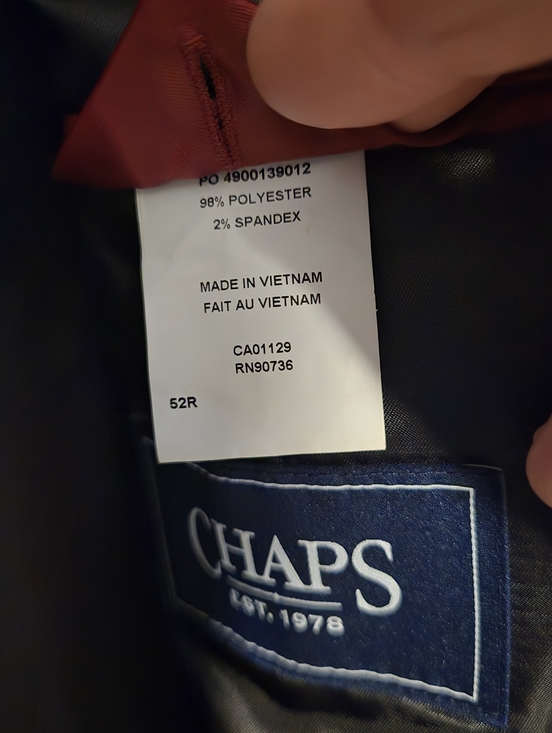 PO 4900139012
98% POLYESTER
2% SPANDEX
MADE IN VIETNAM
FAIT AU VIETNAM
CA01129
RN90736
52R
CHAPS
EST. 1978